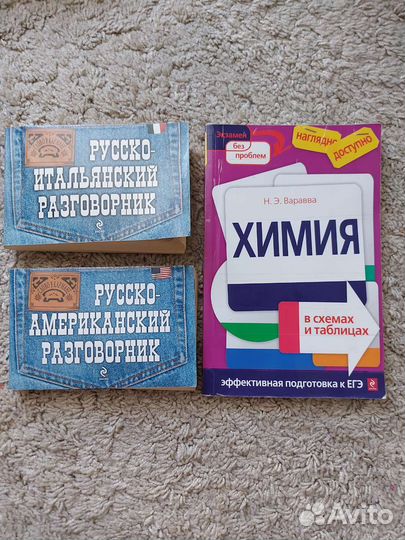 РУССКО-
ИТАЛЬЯНСКИЙ
РАЗГОВОРНИК
РУССКО-
АМЕРИКАНСКИЙ
РАЗГОВОРНИК
Экзамен
без
проблем
НАГЛЯДНО
ДОСТУПНО
Н. Э. Варавва
ХИМИЯ
в схемах
и таблицах
эффективная подготовка к ЕГЭ
Avito